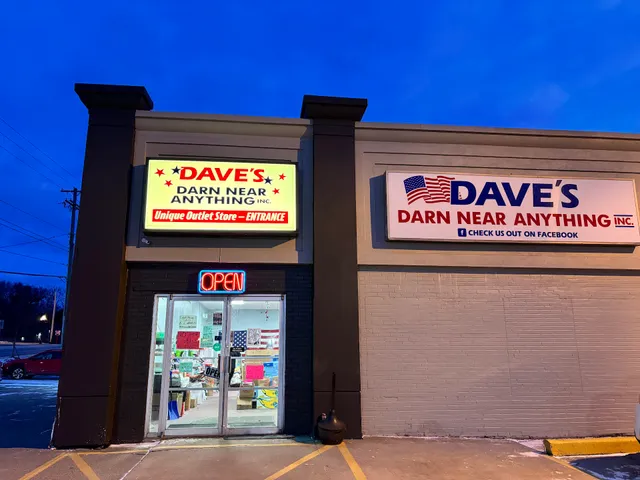 DAVE'S
DARN NEAR
ANYTHING INC.
Unique Outlet Store – ENTRANCE
OPEN
DAVE'S
DARN NEAR ANYTHING INC.
f CHECK US OUT ON FACEBOOK